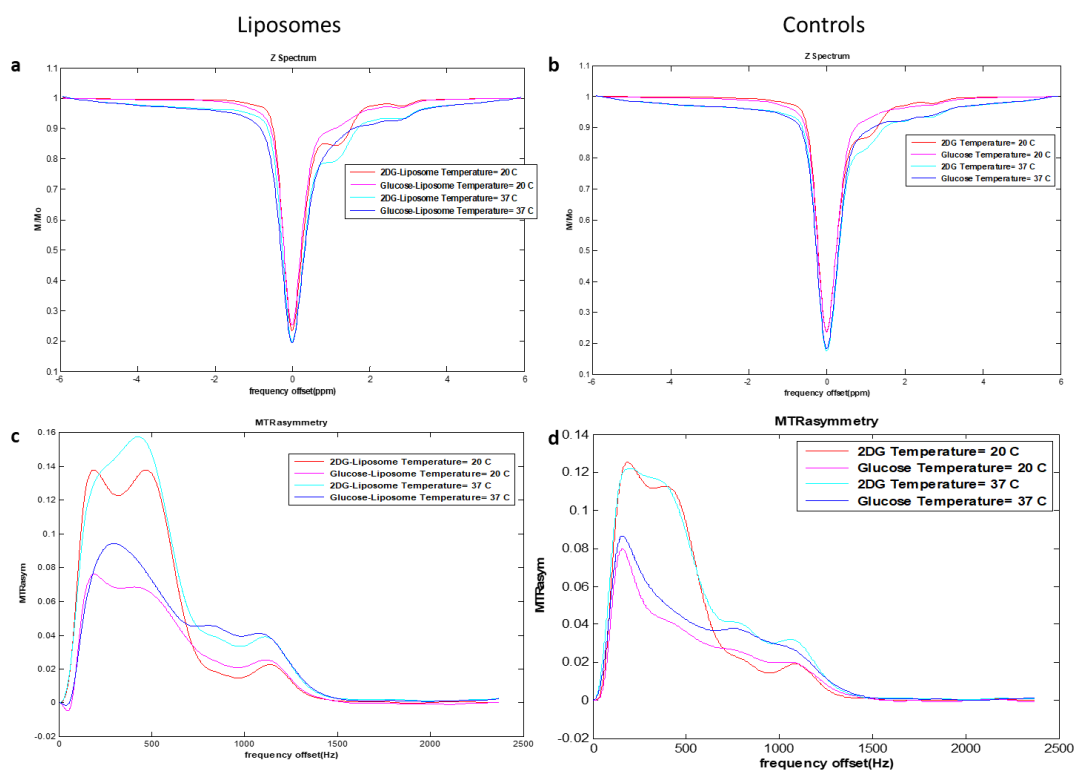 Liposomes
Controls
a
Z Spectrum
1.1
1
0.9
0.8
0.7
0.6
0.5
0.4
0.3
0.2
0.1
M/Mo
2DG-Liposome Temperature= 20 C
Glucose-Liposome Temperature= 20 C
2DG-Liposome Temperature= 37 C
Glucose-Liposome Temperature= 37 C
-6
-4
-2
0
2
4
6
frequency offset(ppm)
b
Z Spectrum
1.1
1
0.9
0.8
0.7
0.6
0.5
0.4
0.3
0.2
0.1
M/Mo
2DG Temperature= 20 C
Glucose Temperature= 20 C
2DG Temperature= 37 C
Glucose Temperature= 37 C
-6
-4
-2
0
2
4
6
frequency offset(ppm)
c
MTRasymmetry
0.16
0.14
0.12
0.1
0.08
0.06
0.04
0.02
0
-0.02
MTRasym
2DG-Liposome Temperature= 20 C
Glucose-Liposome Temperature= 20 C
2DG-Liposome Temperature= 37 C
Glucose-Liposome Temperature= 37 C
0
500
1000
1500
2000
2500
frequency offset(Hz)
d
MTRasymmetry
0.14
0.12
0.1
0.08
0.06
0.04
0.02
0
-0.02
MTRasym
2DG Temperature= 20 C
Glucose Temperature= 20 C
2DG Temperature= 37 C
Glucose Temperature= 37 C
0
500
1000
1500
2000
2500
frequency offset(Hz)